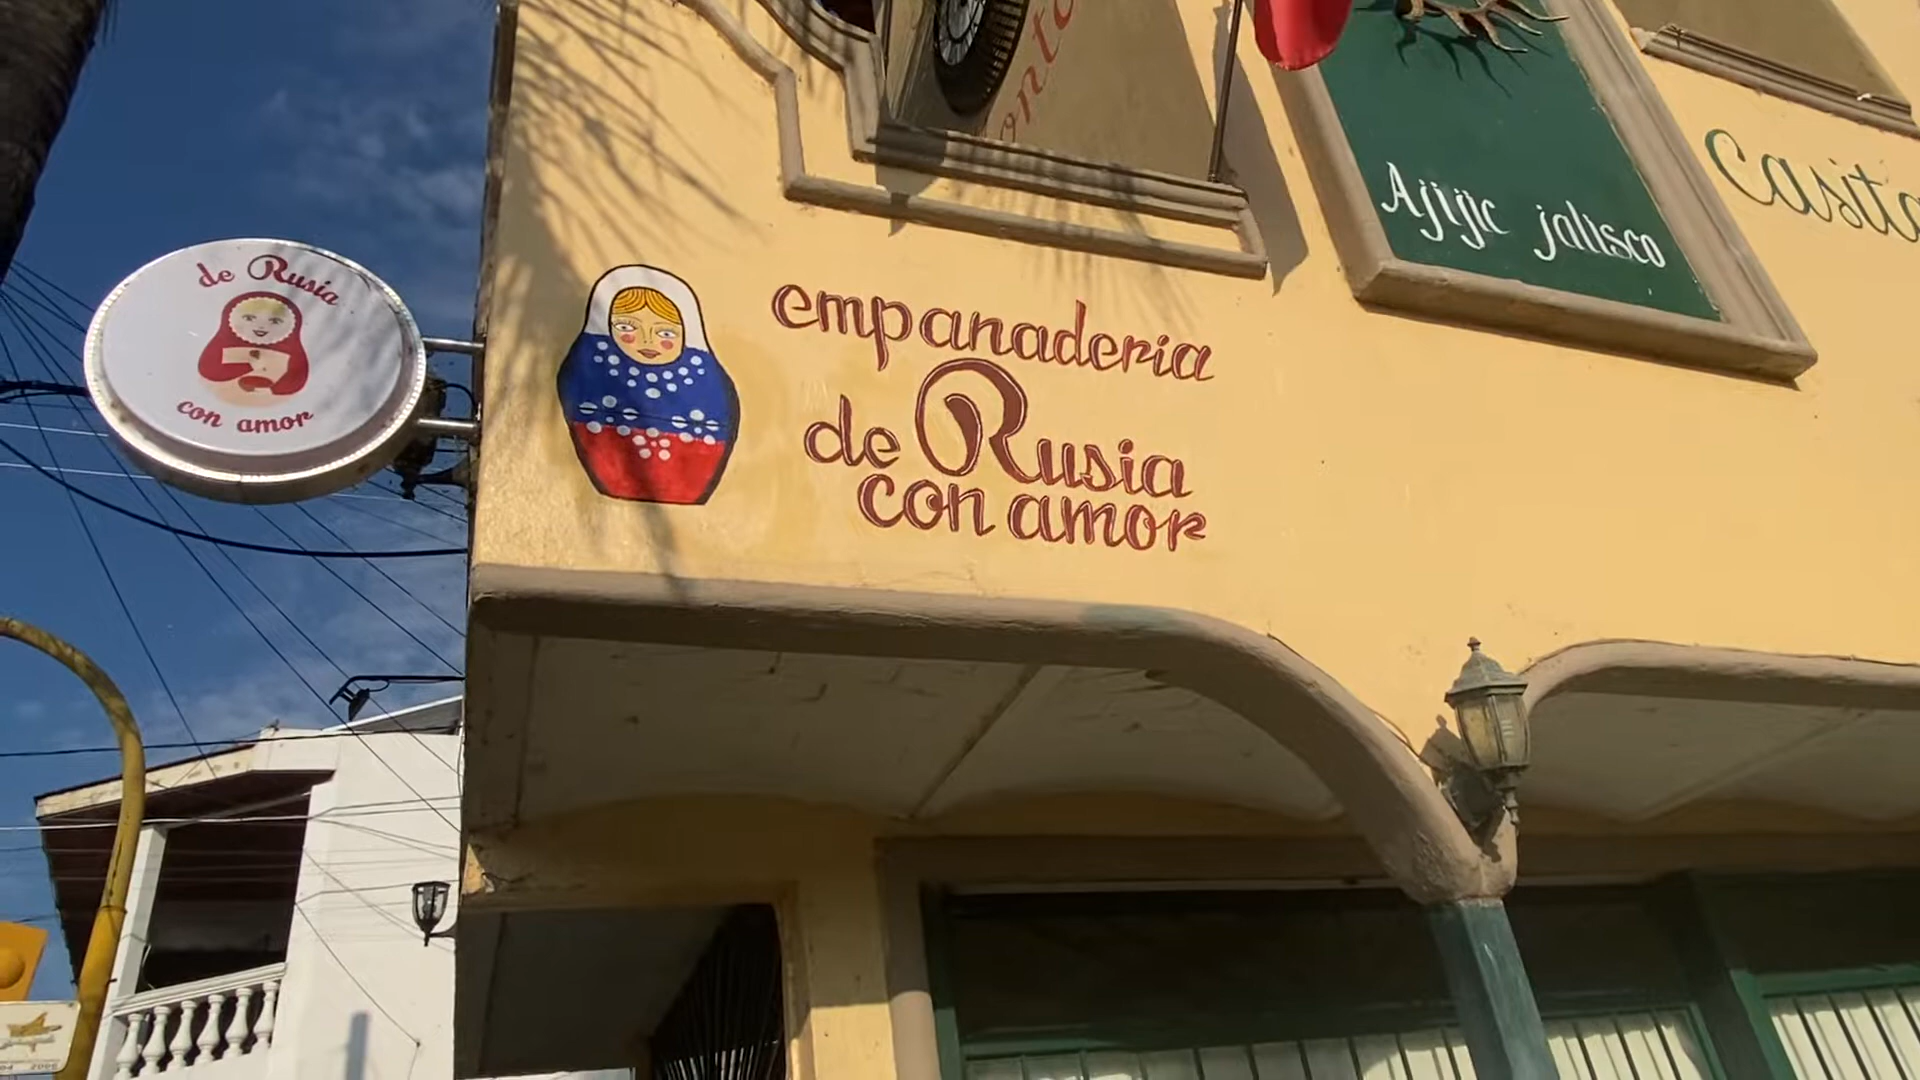 de Rusia
con amor
empanaderia
de Rusia
con amor
Ajijic jalisco